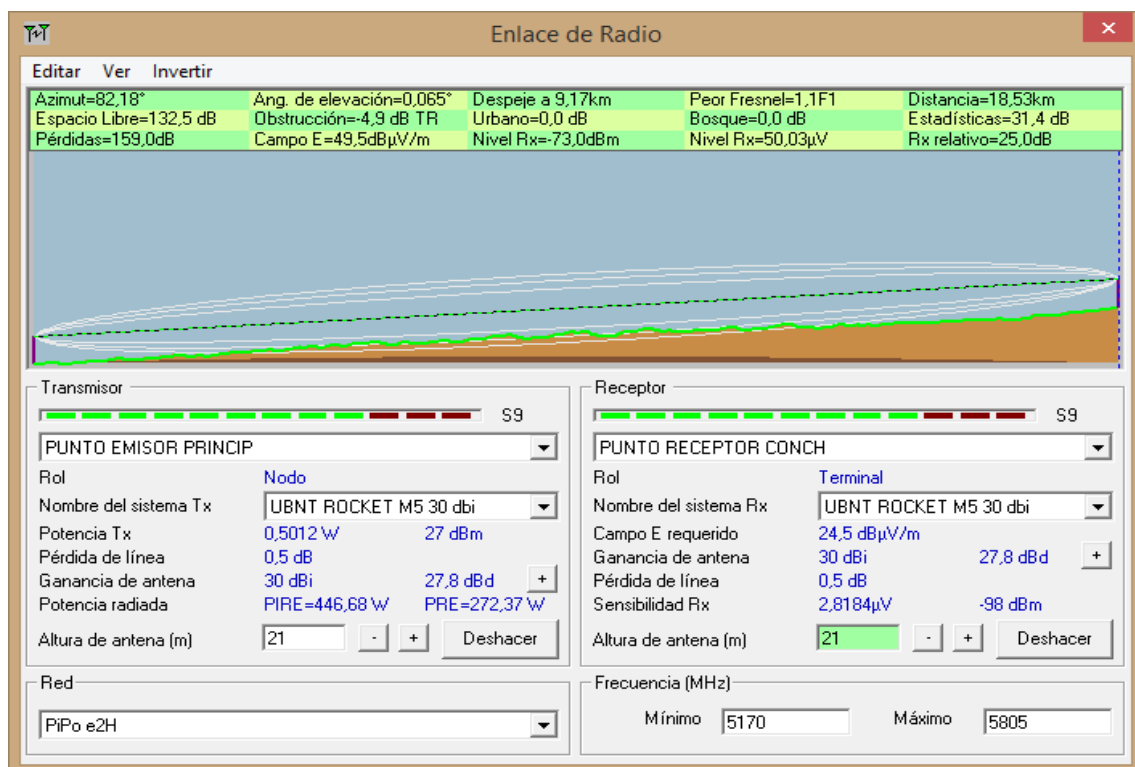 Enlace de Radio
Editar Ver Invertir
Azimut=82,18° Ang. de elevación=0,065° Despeje a 9,17km Peor Fresnel=1,1F1 Distancia=18,53km
Espacio Libre=132,5 dB Obstrucción=-4,9 dB TR Urbano=0,0 dB Bosque=0,0 dB Estadísticas=31,4 dB
Pérdidas=159,0dB Campo E=49,5dBµV/m Nivel Rx=-73,0dBm Nivel Rx=50,03µV Rx relativo=25,0dB
Transmisor
S9
PUNTO EMISOR PRINCIP
Rol Nodo
Nombre del sistema Tx UBNT ROCKET M5 30 dbi
Potencia Tx 0,5012 W 27 dBm
Pérdida de línea 0,5 dB
Ganancia de antena 30 dBi 27,8 dBd +
Potencia radiada PIRE=446,68 W PRE=272,37 W
Altura de antena (m) 21 - + Deshacer
Receptor
S9
PUNTO RECEPTOR CONCH
Rol Terminal
Nombre del sistema Rx UBNT ROCKET M5 30 dbi
Campo E requerido 24,5 dBµV/m
Ganancia de antena 30 dBi 27,8 dBd +
Pérdida de línea 0,5 dB
Sensibilidad Rx 2,8184µV -98 dBm
Altura de antena (m) 21 - + Deshacer
Red
PiPo e2H
Frecuencia (MHz)
Mínimo 5170 Máximo 5805